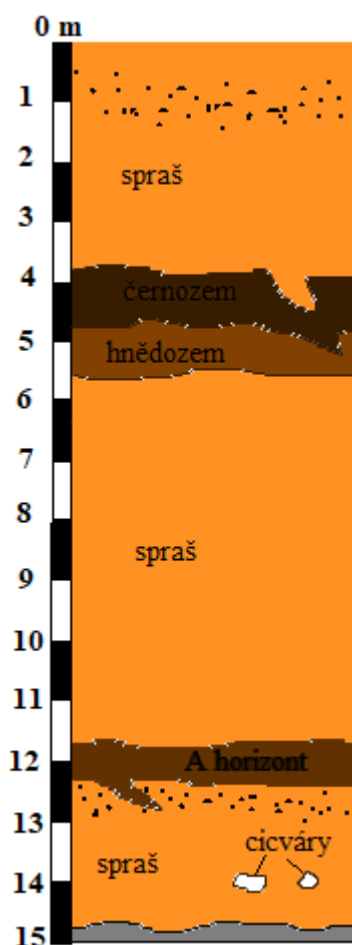 0 m
1
2
spraš
3
4
černozem
5
hnědozem
6
7
8
spraš
9
10
11
12
A horizont
13
cicváry
spraš
14
15